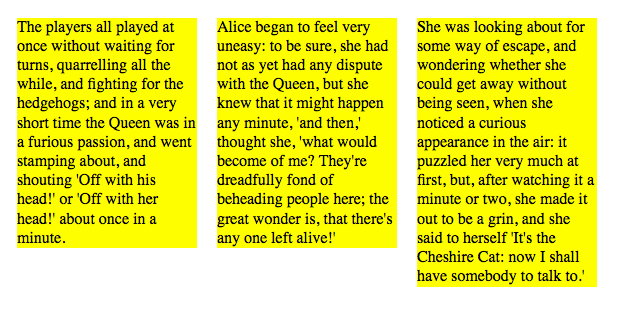 The players all played at
once without waiting for
turns, quarrelling all the
while, and fighting for the
hedgehogs; and in a very
short time the Queen was in
a furious passion, and went
stamping about, and
shouting 'Off with his
head!' or 'Off with her
head!' about once in a
minute.
Alice began to feel very
uneasy: to be sure, she had
not as yet had any dispute
with the Queen, but she
knew that it might happen
any minute, 'and then,'
thought she, 'what would
become of me? They're
dreadfully fond of
beheading people here; the
great wonder is, that there's
any one left alive!'
She was looking about for
some way of escape, and
wondering whether she
could get away without
being seen, when she
noticed a curious
appearance in the air: it
puzzled her very much at
first, but, after watching it a
minute or two, she made it
out to be a grin, and she
said to herself 'It's the
Cheshire Cat: now I shall
have somebody to talk to.'